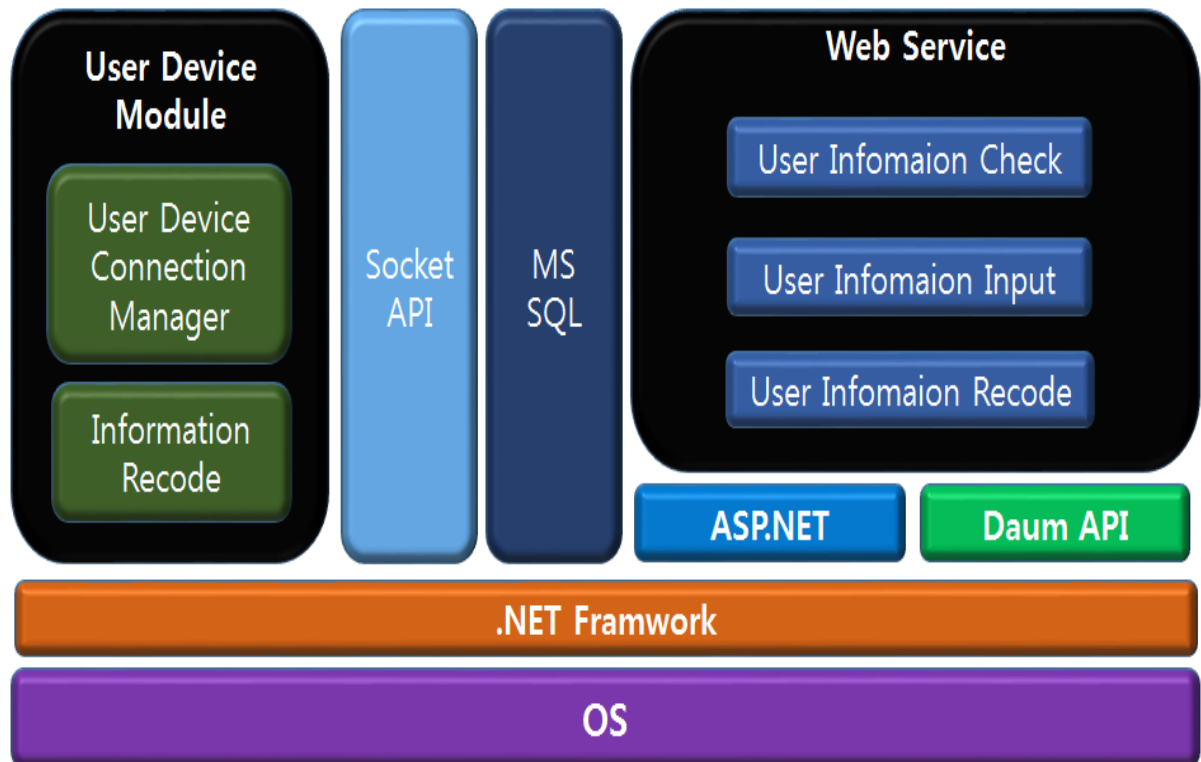 User Device
Module
User Device
Connection
Manager
Information
Recode
Socket
API
MS
SQL
Web Service
User Infomaion Check
User Infomaion Input
User Infomaion Recode
ASP.NET
Daum API
.NET Framwork
OS